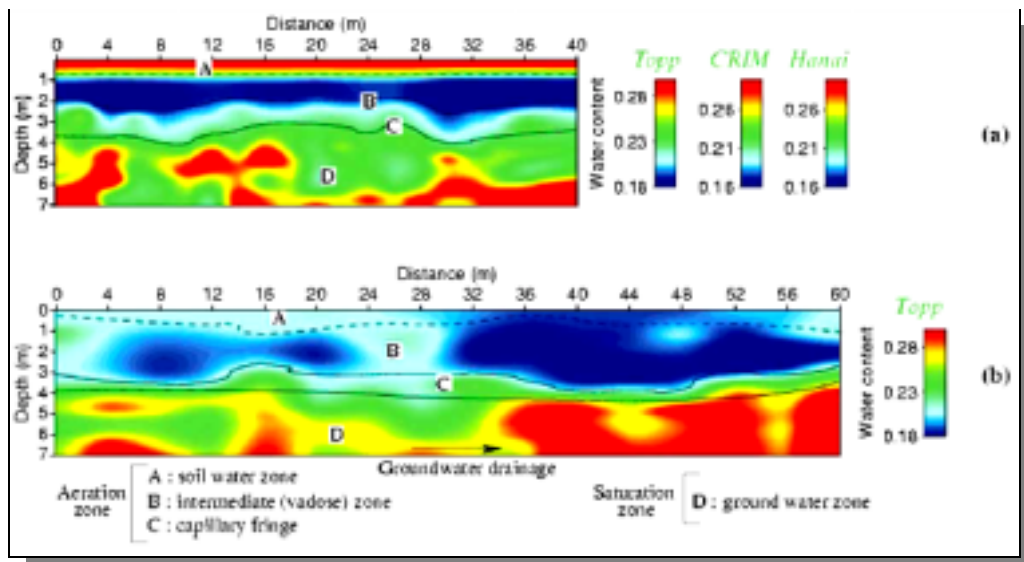 Distance (m)
0 4 8 12 16 20 24 28 32 36 40
Topp CRIM Hanai
A
B
C
D
1
2
3
4
5
6
7
Depth (m)
Water content
0.28 0.26 0.26
0.23 0.21 0.21
0.18 0.16 0.16
(a)
Distance (m)
0 4 8 12 16 20 24 28 32 36 40 44 48 52 56 60
Topp
A
B
C
D
0
1
2
3
4
5
6
7
Depth (m)
Water content
0.28
0.23
0.18
(b)
Groundwater drainage
Aeration
zone
A : soil water zone
B : intermediate (vadose) zone
C : capillary fringe
Saturation
zone
D : ground water zone